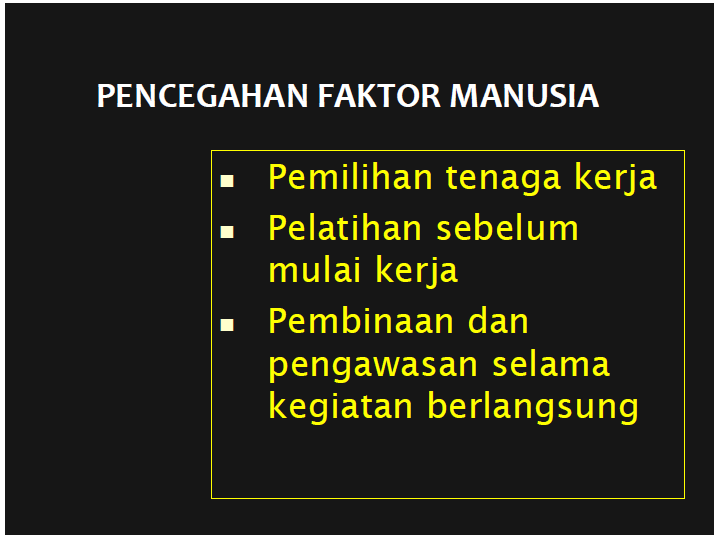 PENCEGAHAN FAKTOR MANUSIA
Pemilihan tenaga kerja
Pelatihan sebelum
mulai kerja
Pembinaan dan
pengawasan selama
kegiatan berlangsung